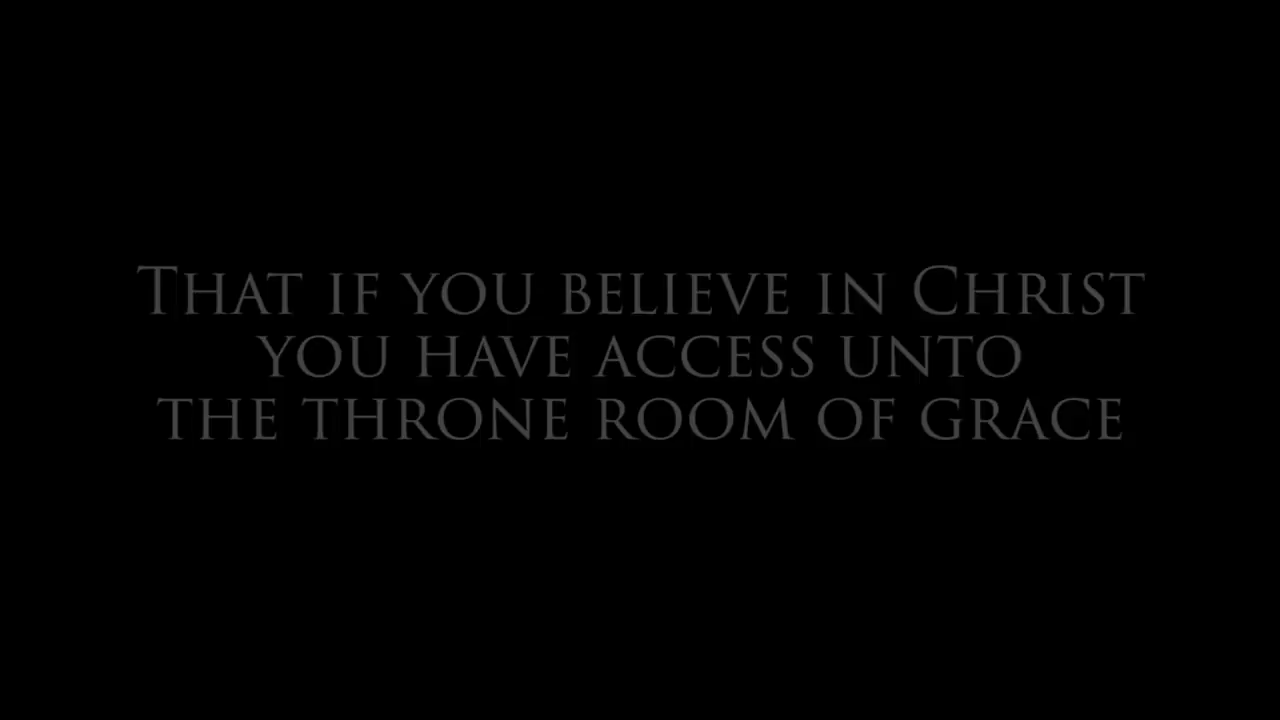 That if you believe in Christ
you have access unto
the throne room of grace